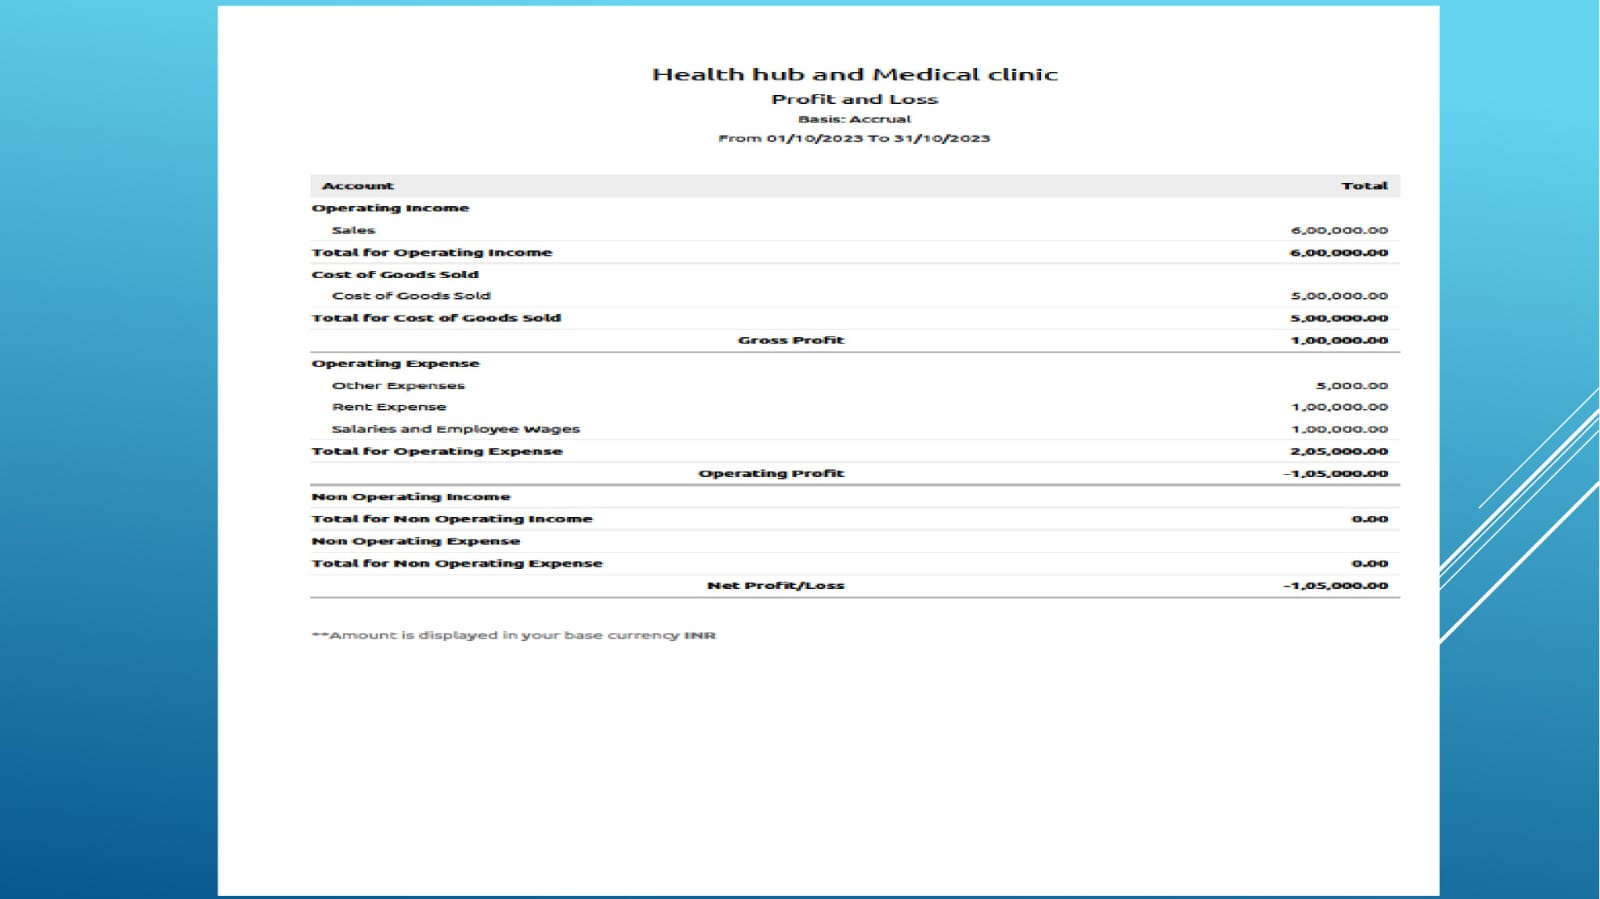 Health hub and Medical clinic
Profit and Loss
Basis: Accrual
From 01/10/2023 To 31/10/2023
Account Total
Operating Income
Sales 6,00,000.00
Total for Operating Income 6,00,000.00
Cost of Goods Sold
Cost of Goods Sold 5,00,000.00
Total for Cost of Goods Sold 5,00,000.00
Gross Profit 1,00,000.00
Operating Expense
Other Expenses 5,000.00
Rent Expense 1,00,000.00
Salaries and Employee Wages 1,00,000.00
Total for Operating Expense 2,05,000.00
Operating Profit -1,05,000.00
Non Operating Income
Total for Non Operating Income 0.00
Non Operating Expense
Total for Non Operating Expense 0.00
Net Profit/Loss -1,05,000.00
**Amount is displayed in your base currency INR